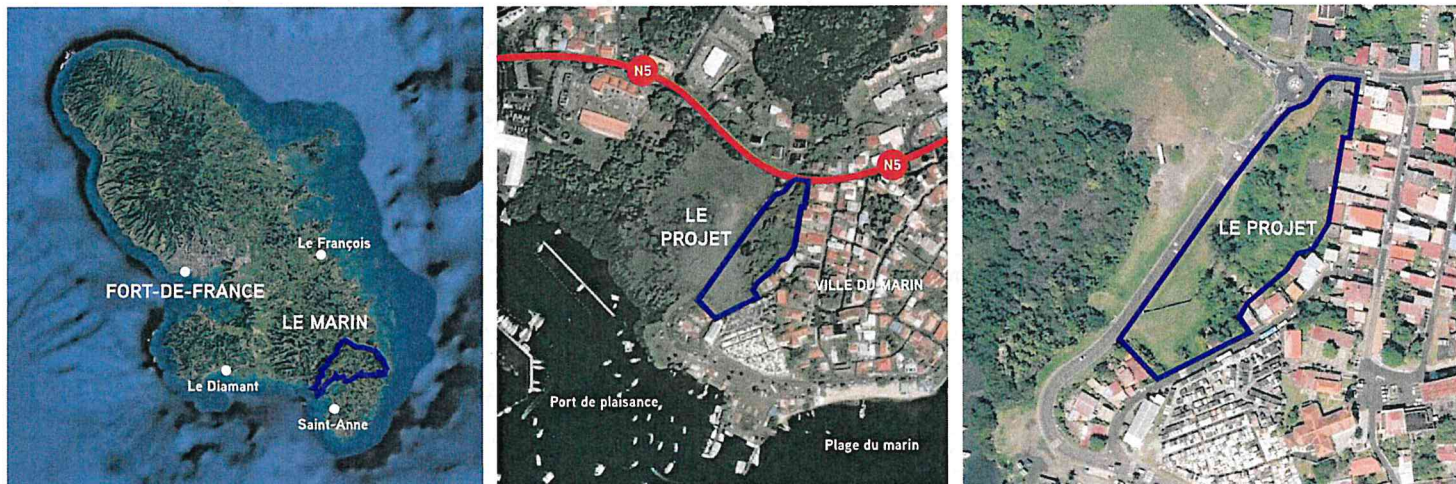 Le François
FORT-DE-FRANCE
LE MARIN
Le Diamant
Saint-Anne
N5
N5
LE
PROJET
VILLE DU MARIN
Port de plaisance
Plage du marin
LE PROJET